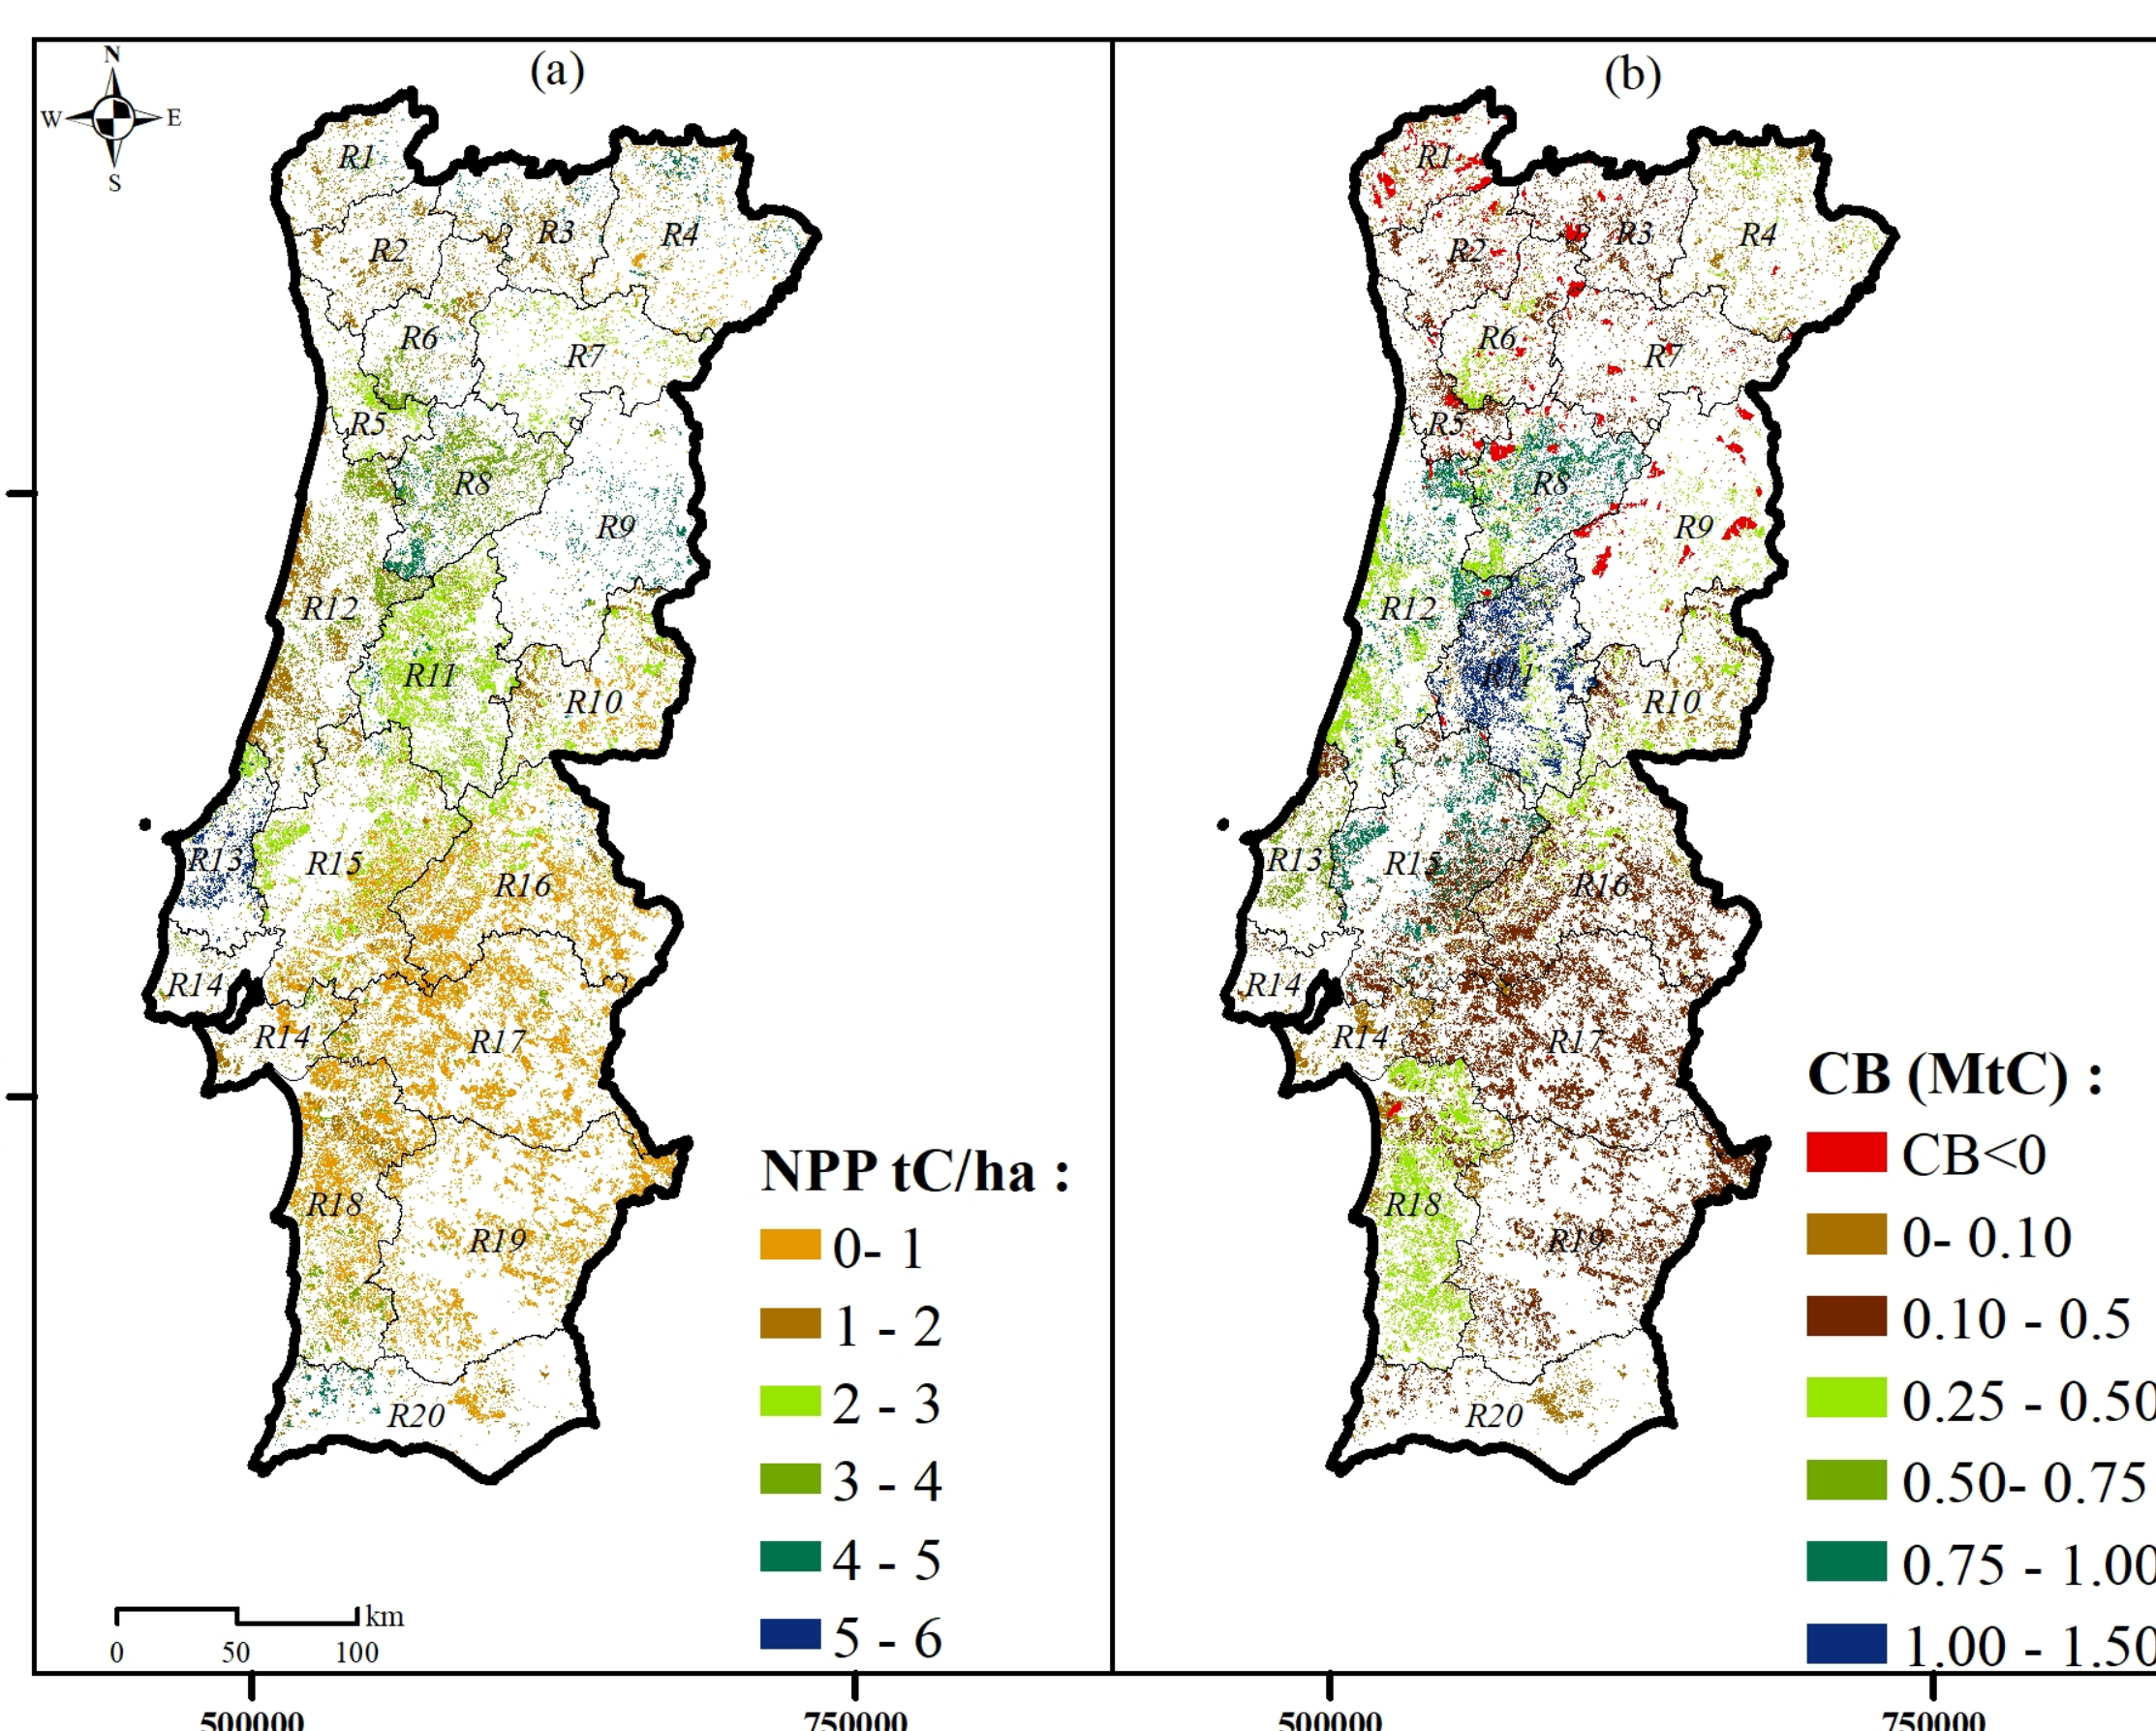 (a)
N
W E
S
R1
R2
R3
R4
R6
R7
R5
R8
R9
R12
R11
R10
R13
R15
R16
R14
R14
R17
R18
R19
R20
NPP tC/ha :
0- 1
1 - 2
2 - 3
3 - 4
4 - 5
5 - 6
km
0 50 100
500000 750000
(b)
R1
R2
R3
R4
R6
R7
R5
R8
R9
R12
R11
R10
R13
R15
R16
R14
R14
R17
R18
R19
R20
CB (MtC) :
CB<0
0- 0.10
0.10 - 0.5
0.25 - 0.50
0.50- 0.75
0.75 - 1.00
1.00 - 1.50
500000 750000